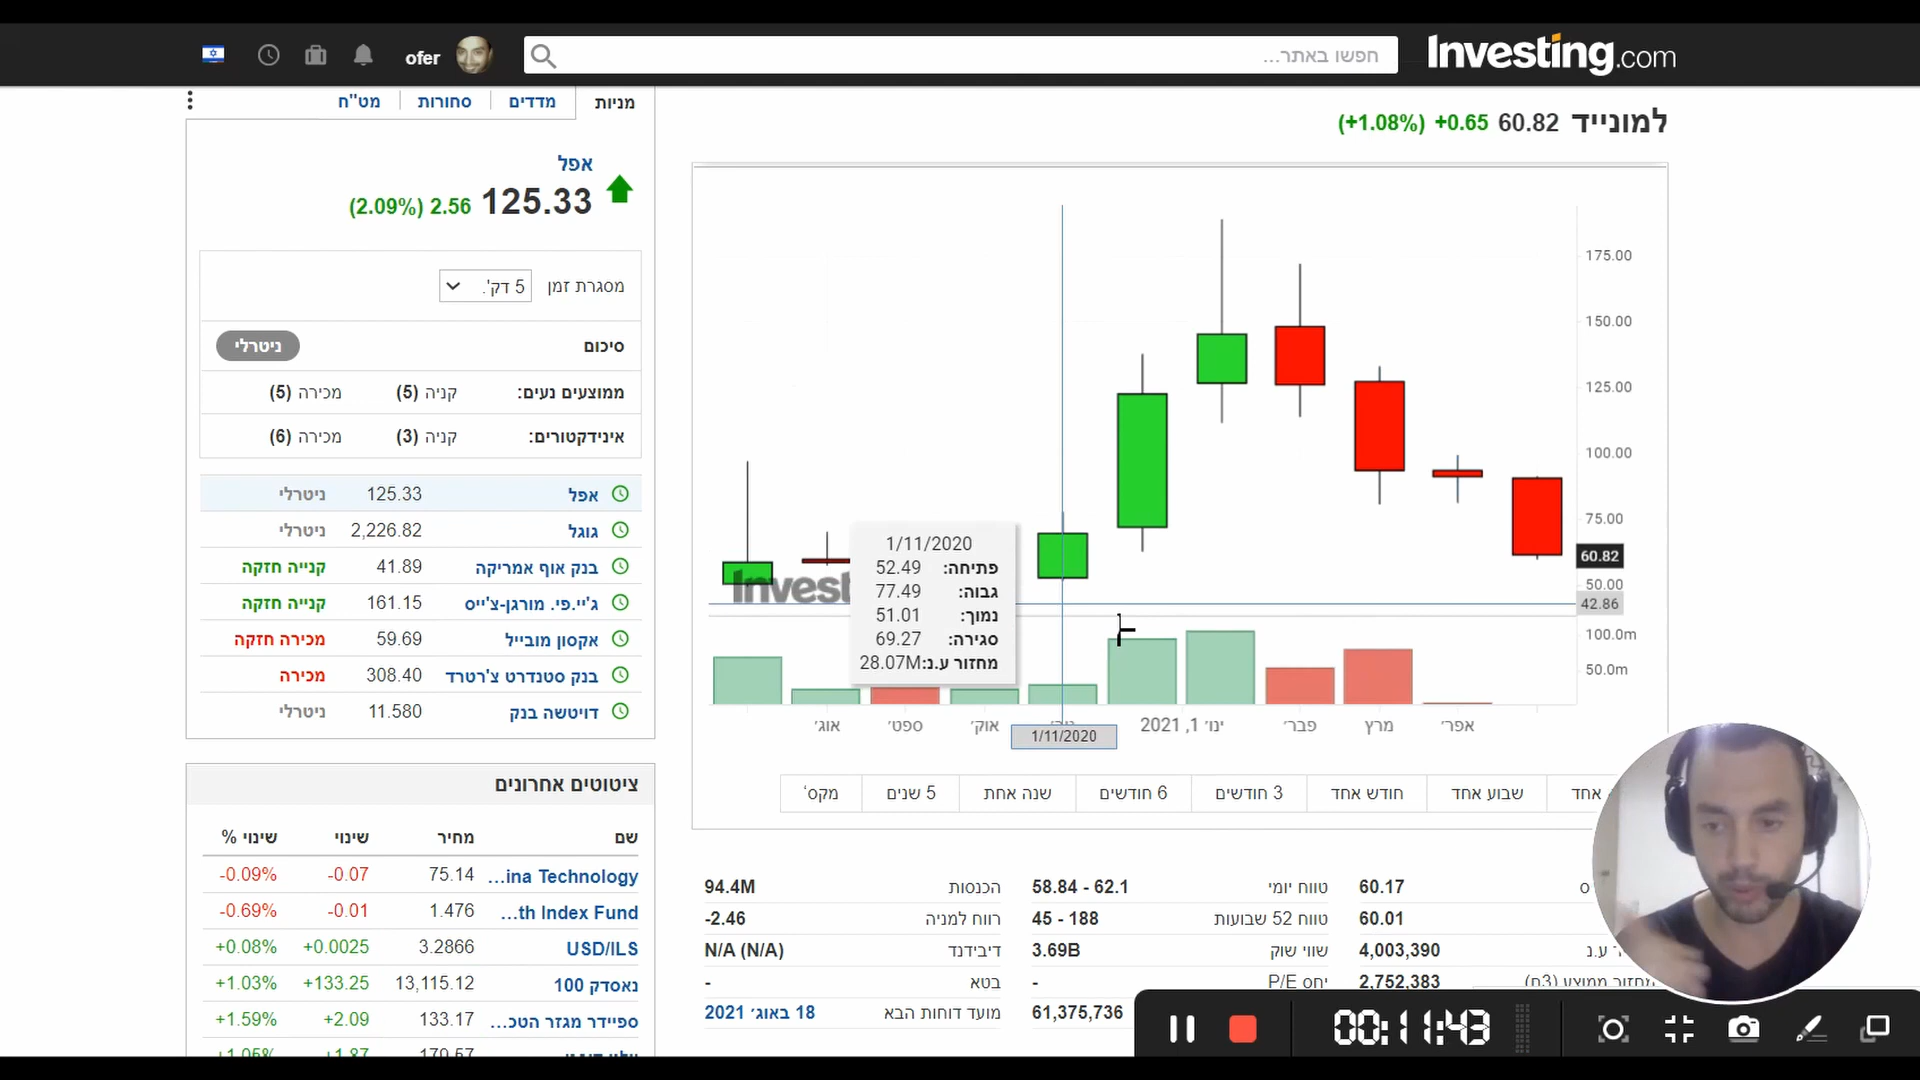 ofer
חפשו באתר...
Investing.com
מניות
מדדים
סחורות
מט"ח
למונייד 60.82 +0.65 (+1.08%)
אפל
125.33 2.56 (2.09%)
מסגרת זמן 5 דק'.
סיכום ניטרלי
ממוצעים נעים: קניה (5) מכירה (5)
אינידקטורים: קניה (3) מכירה (6)
אפל 125.33 ניטרלי
גוגל 2,226.82 ניטרלי
בנק אוף אמריקה 41.89 קנייה חזקה
ג'יי.פי. מורגן-צ'ייס 161.15 קנייה חזקה
אקסון מובייל 59.69 מכירה חזקה
בנק סטנדרט צ'רטרד 308.40 מכירה
דויטשה בנק 11.580 ניטרלי
175.00
150.00
125.00
100.00
75.00
60.82
50.00
42.86
100.0m
50.0m
Invest
1/11/2020
פתיחה: 52.49
גבוה: 77.49
נמוך: 51.01
סגירה: 69.27
מחזור ע.נ: 28.07M
אוג' ספט' אוק' ינו' 1, 2021 פבר' מרץ אפר'
1/11/2020
אחד
שבוע אחד
חודש אחד
3 חודשים
6 חודשים
שנה אחת
5 שנים
מקס'
ציטוטים אחרונים
שם מחיר שינוי שינוי %
...ina Technology 75.14 -0.07 -0.09%
...th Index Fund 1.476 -0.01 -0.69%
USD/ILS 3.2866 +0.0025 +0.08%
נאסדק 100 13,115.12 +133.25 +1.03%
ספיידר מגזר הטכ... 133.17 +2.09 +1.59%
60.17
טווח יומי 58.84 - 62.1
הכנסות 94.4M
60.01
טווח 52 שבועות 45 - 188
רווח למניה -2.46
ע.נ 4,003,390
שווי שוק 3.69B
דיבידנד N/A (N/A)
מחזור ממוצע (3ח) 2,752,383
יחס P/E -
בטא -
61,375,736
מועד דוחות הבא 18 באוג' 2021
00:11:43